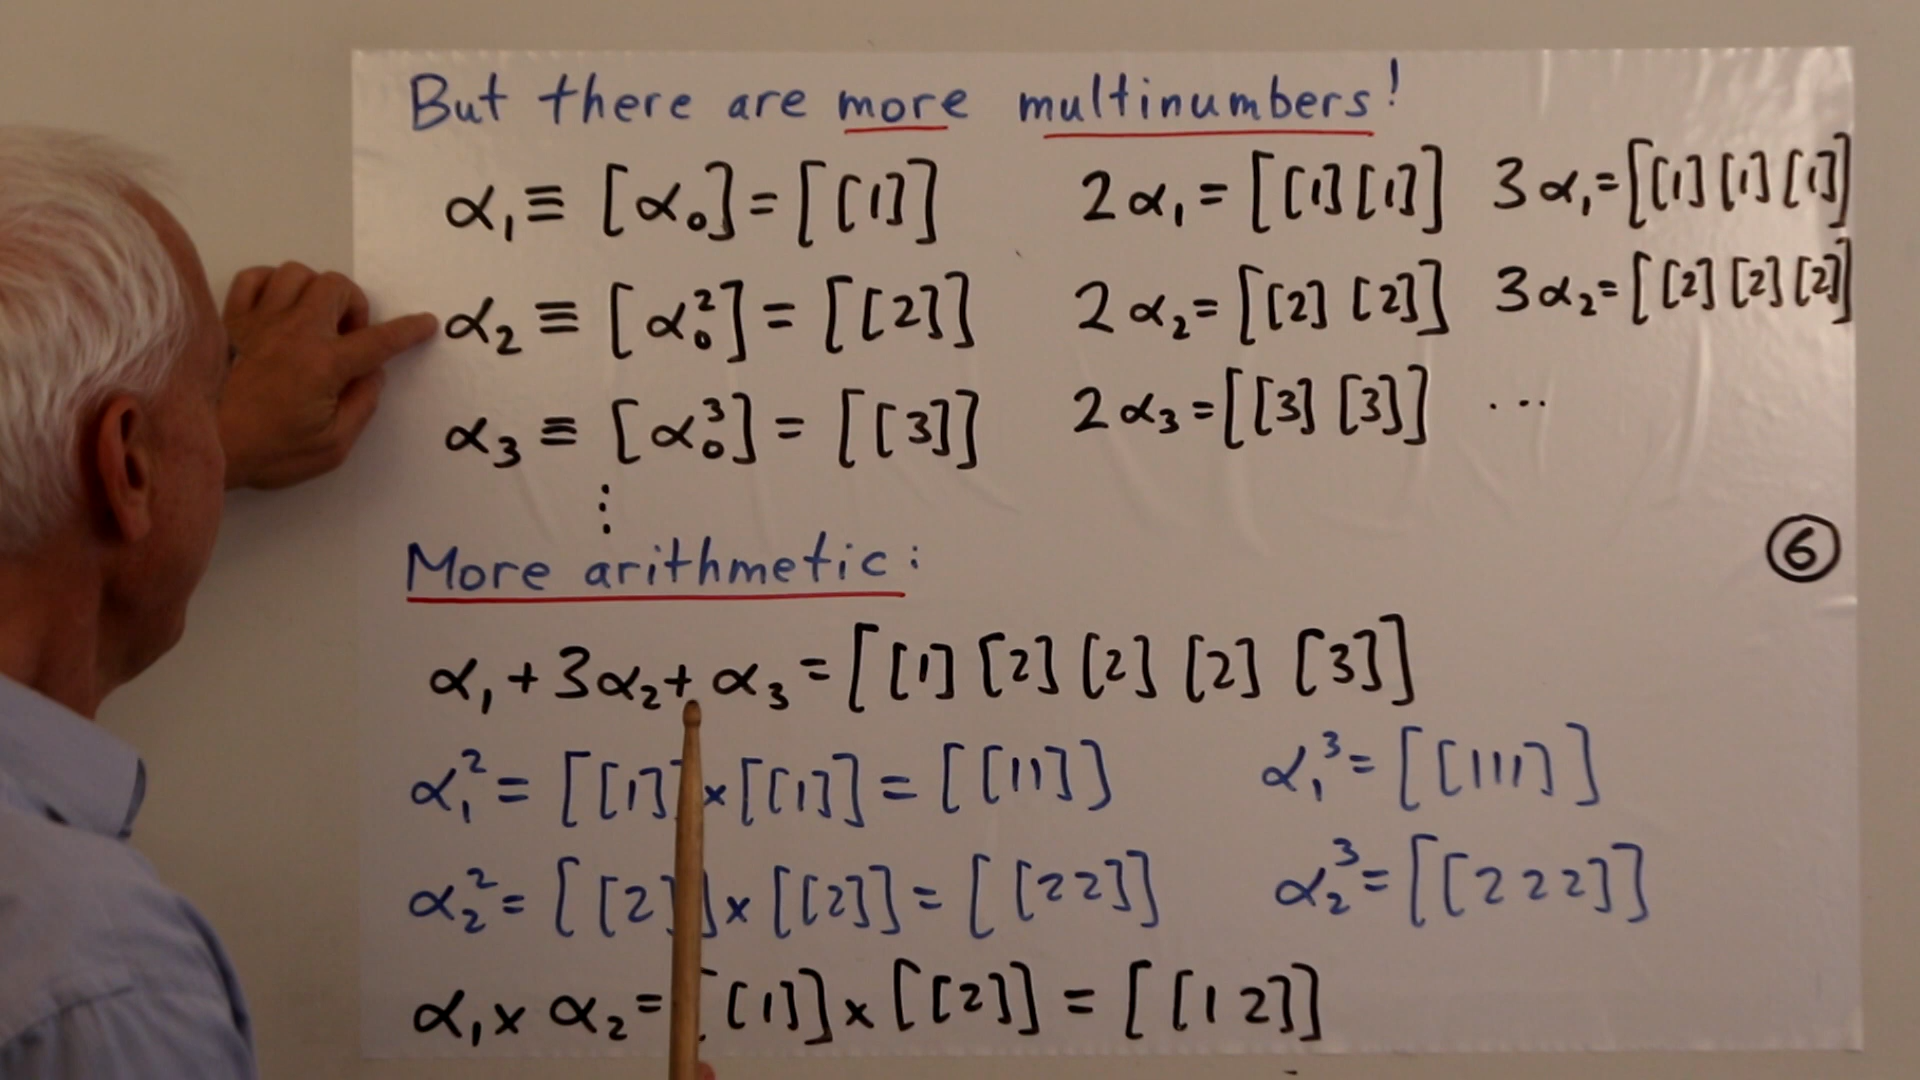 But there are more multinumbers!
α₁ ≡ [α₀] = [[1]] 2α₁ = [[1] [1]] 3α₁ = [[1] [1] [1]]
α₂ ≡ [α₀²] = [[2]] 2α₂ = [[2] [2]] 3α₂ = [[2] [2] [2]]
α₃ ≡ [α₀³] = [[3]] 2α₃ = [[3] [3]] ...
⋮
More arithmetic:
⑥
α₁ + 3α₂ + α₃ = [[1] [2] [2] [2] [3]]
α₁² = [[1] × [[1]] = [[11]] α₁³ = [[111]]
α₂² = [[2]] × [[2]] = [[22]] α₂³ = [[222]]
α₁ × α₂ = [[1]] × [[2]] = [[1 2]]